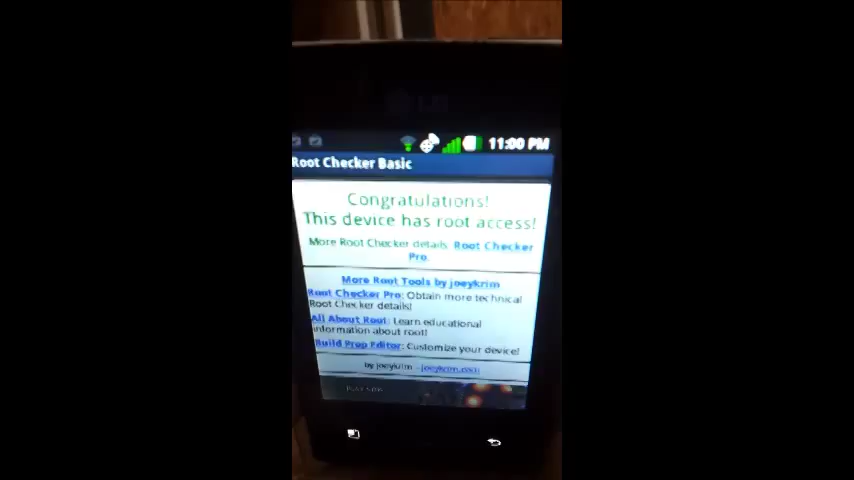 LG
11:00 PM
Root Checker Basic
Congratulations!
This device has root access!
More Root Checker details: Root Checker
Pro.
More Root Tools by joeykrim
Root Checker Pro: Obtain more technical
Root Checker details!
All About Root: Learn educational
information about root!
Build Prop Editor: Customize your device!
by joeykrim - joeykrim.com